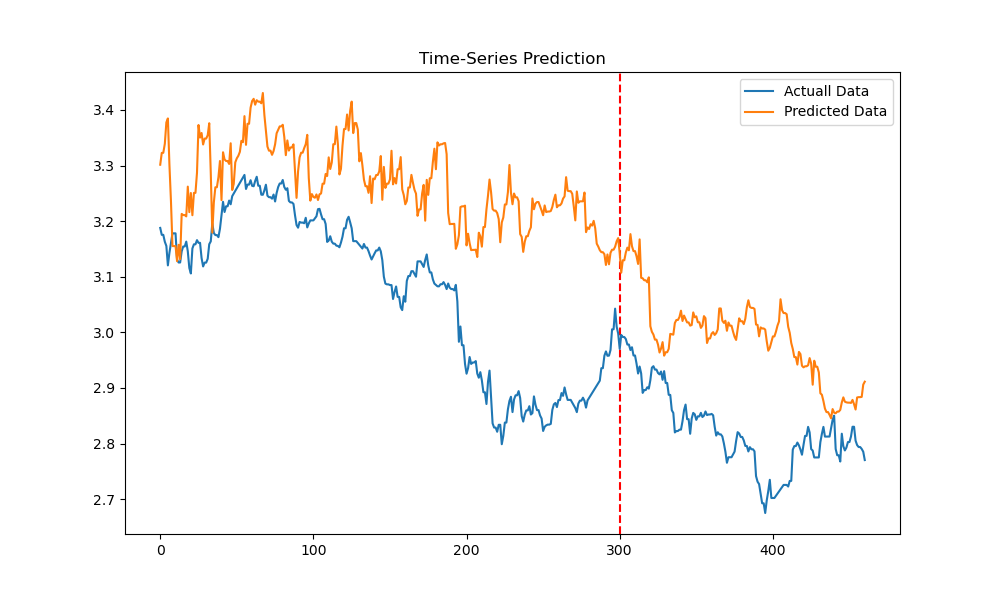 Time-Series Prediction
Actuall Data
Predicted Data
3.4
3.3
3.2
3.1
3.0
2.9
2.8
2.7
0 100 200 300 400